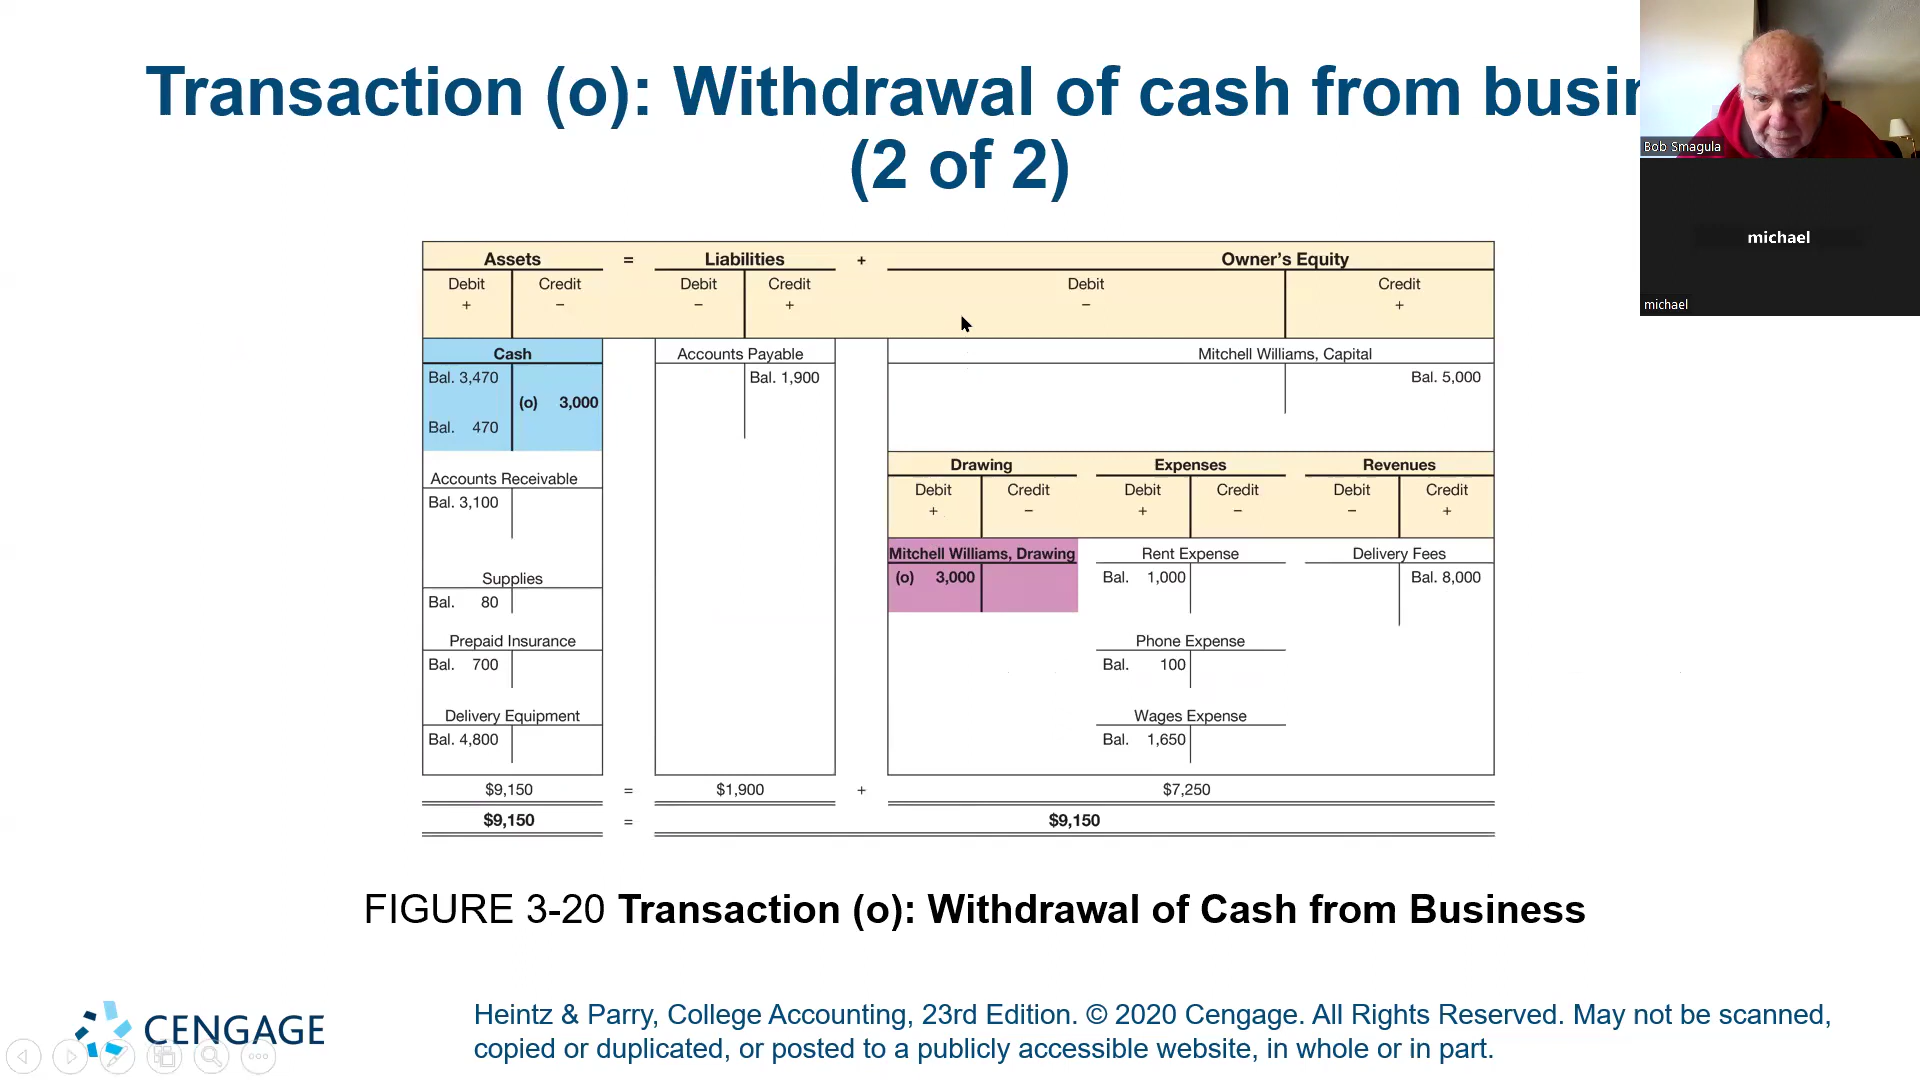 Transaction (o): Withdrawal of cash from busin
(2 of 2)
Bob Smagula
michael
michael
Assets = Liabilities + Owner's Equity
Debit Credit Debit Credit Debit Credit
+ − − + − +
Cash Accounts Payable Mitchell Williams, Capital
Bal. 3,470 Bal. 1,900 Bal. 5,000
(o) 3,000
Bal. 470
Drawing Expenses Revenues
Accounts Receivable
Debit Credit Debit Credit Debit Credit
Bal. 3,100
+ − + − − +
Mitchell Williams, Drawing Rent Expense Delivery Fees
Supplies
(o) 3,000 Bal. 1,000 Bal. 8,000
Bal. 80
Prepaid Insurance Phone Expense
Bal. 700 Bal. 100
Delivery Equipment Wages Expense
Bal. 4,800 Bal. 1,650
$9,150 = $1,900 + $7,250
$9,150 = $9,150
FIGURE 3-20 Transaction (o): Withdrawal of Cash from Business
CENGAGE
Heintz & Parry, College Accounting, 23rd Edition. © 2020 Cengage. All Rights Reserved. May not be scanned,
copied or duplicated, or posted to a publicly accessible website, in whole or in part.